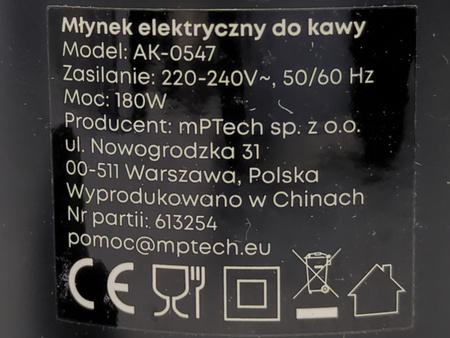 Młynek elektryczny do kawy
Model: AK-0547
Zasilanie: 220-240V~, 50/60 Hz
Moc: 180W
Producent: mPTech sp. z o.o.
ul. Nowogrodzka 31
00-511 Warszawa, Polska
Wyprodukowano w Chinach
Nr partii: 613254
pomoc@mptech.eu
CE